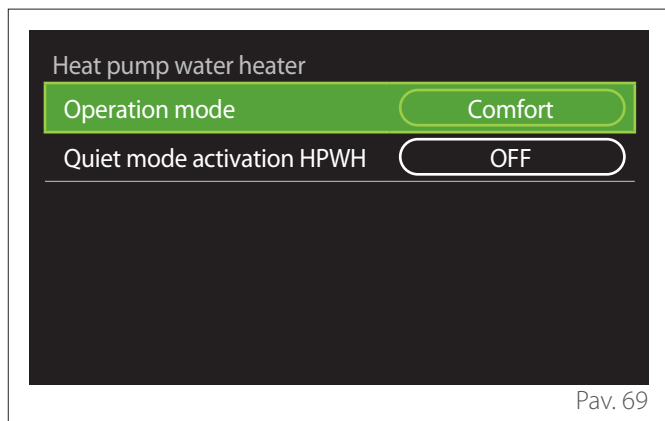 Heat pump water heater
Operation mode Comfort
Quiet mode activation HPWH OFF
Pav. 69